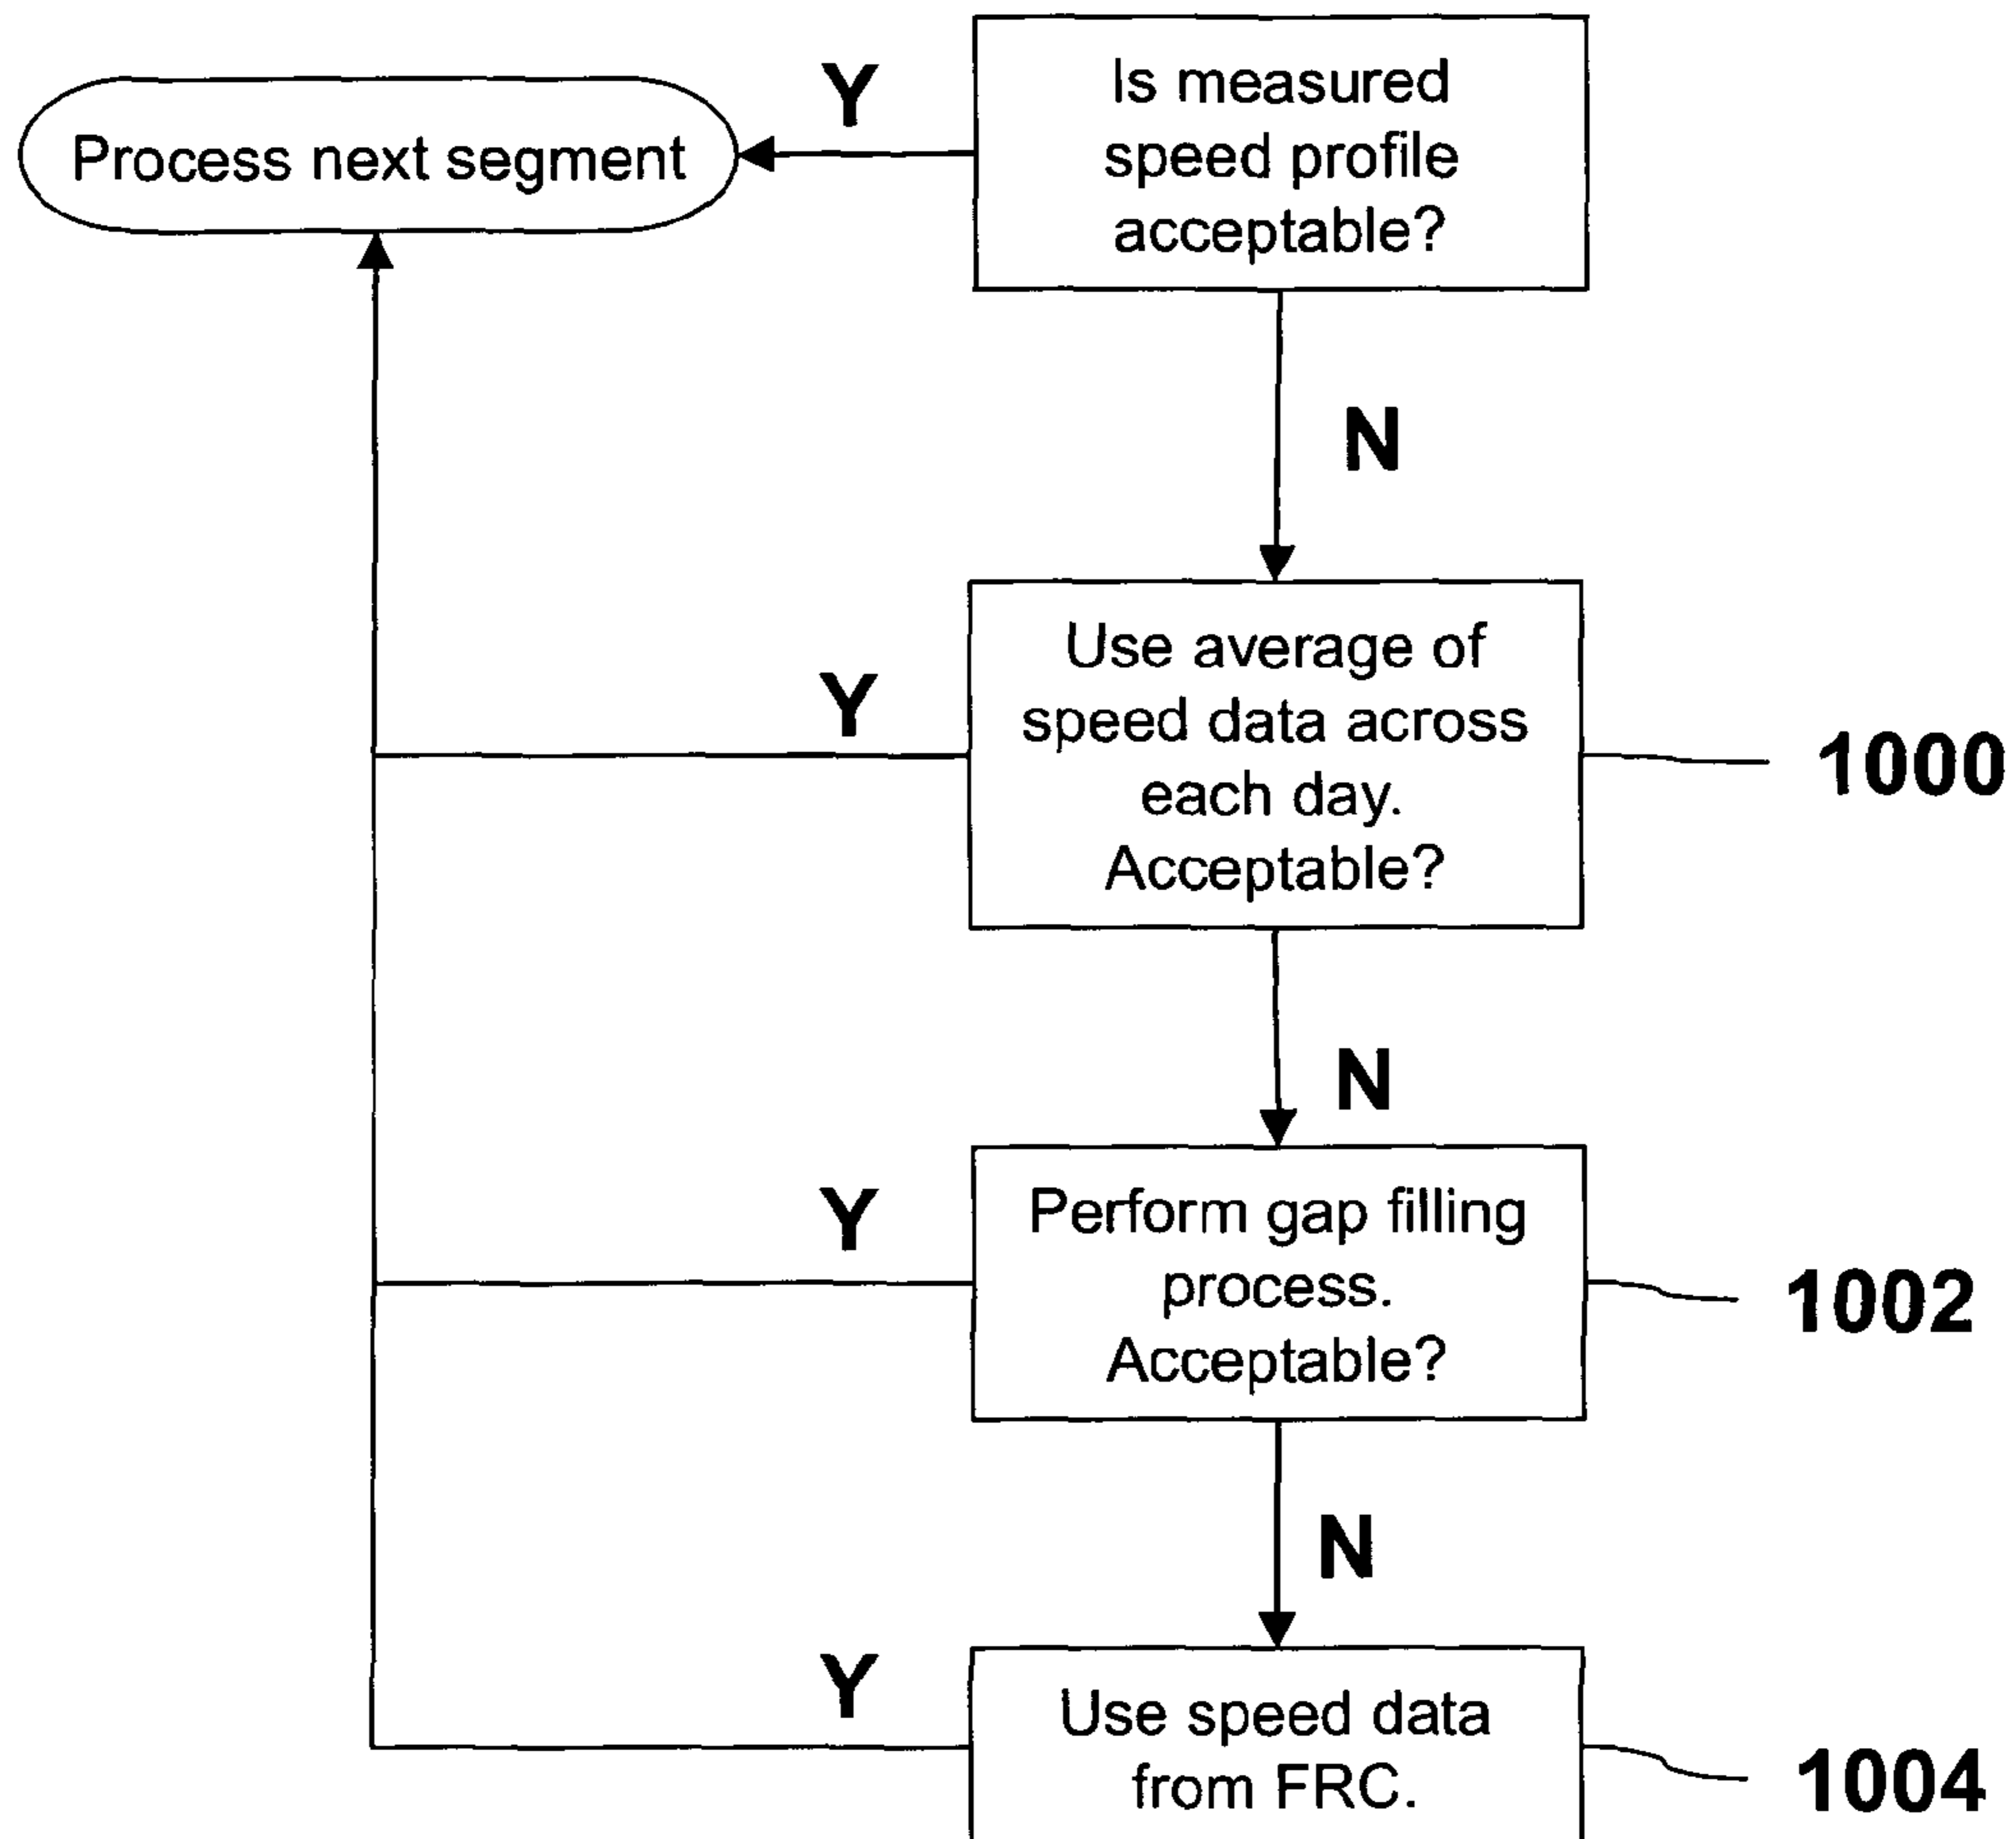 Is measured
speed profile
acceptable?
Y
Process next segment
N
Use average of
speed data across
each day.
Acceptable?
Y
1000
N
Perform gap filling
process.
Acceptable?
Y
1002
N
Use speed data
from FRC.
Y
1004